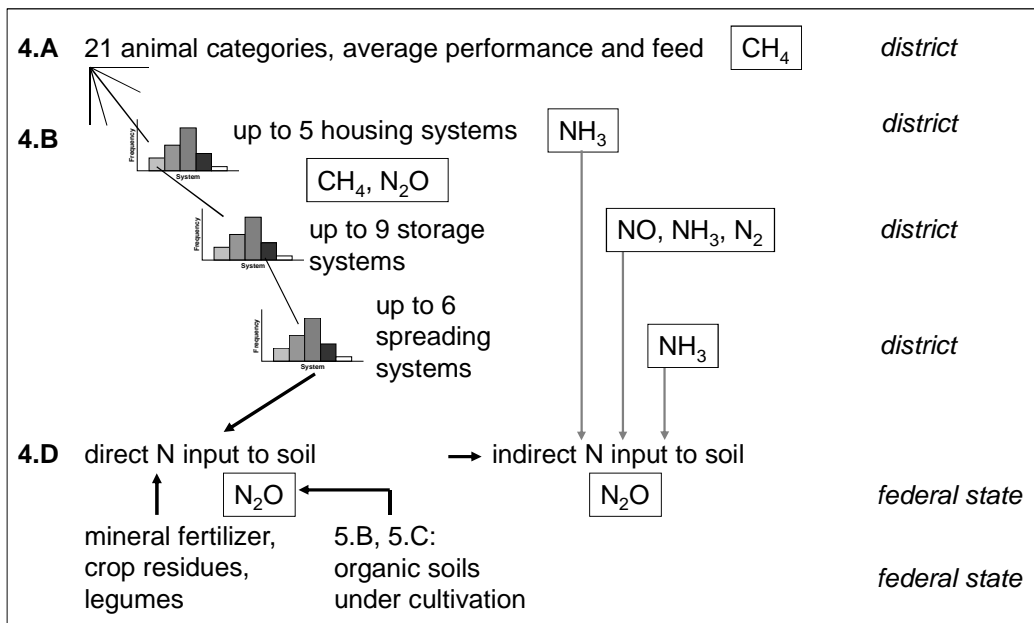 4.A 21 animal categories, average performance and feed CH₄ district
4.B
up to 5 housing systems NH₃ district
Frequency
System
CH₄, N₂O
up to 9 storage
systems
NO, NH₃, N₂ district
Frequency
System
up to 6
spreading
systems
NH₃ district
Frequency
System
4.D direct N input to soil indirect N input to soil
N₂O N₂O federal state
mineral fertilizer,
crop residues,
legumes
5.B, 5.C:
organic soils
under cultivation
federal state